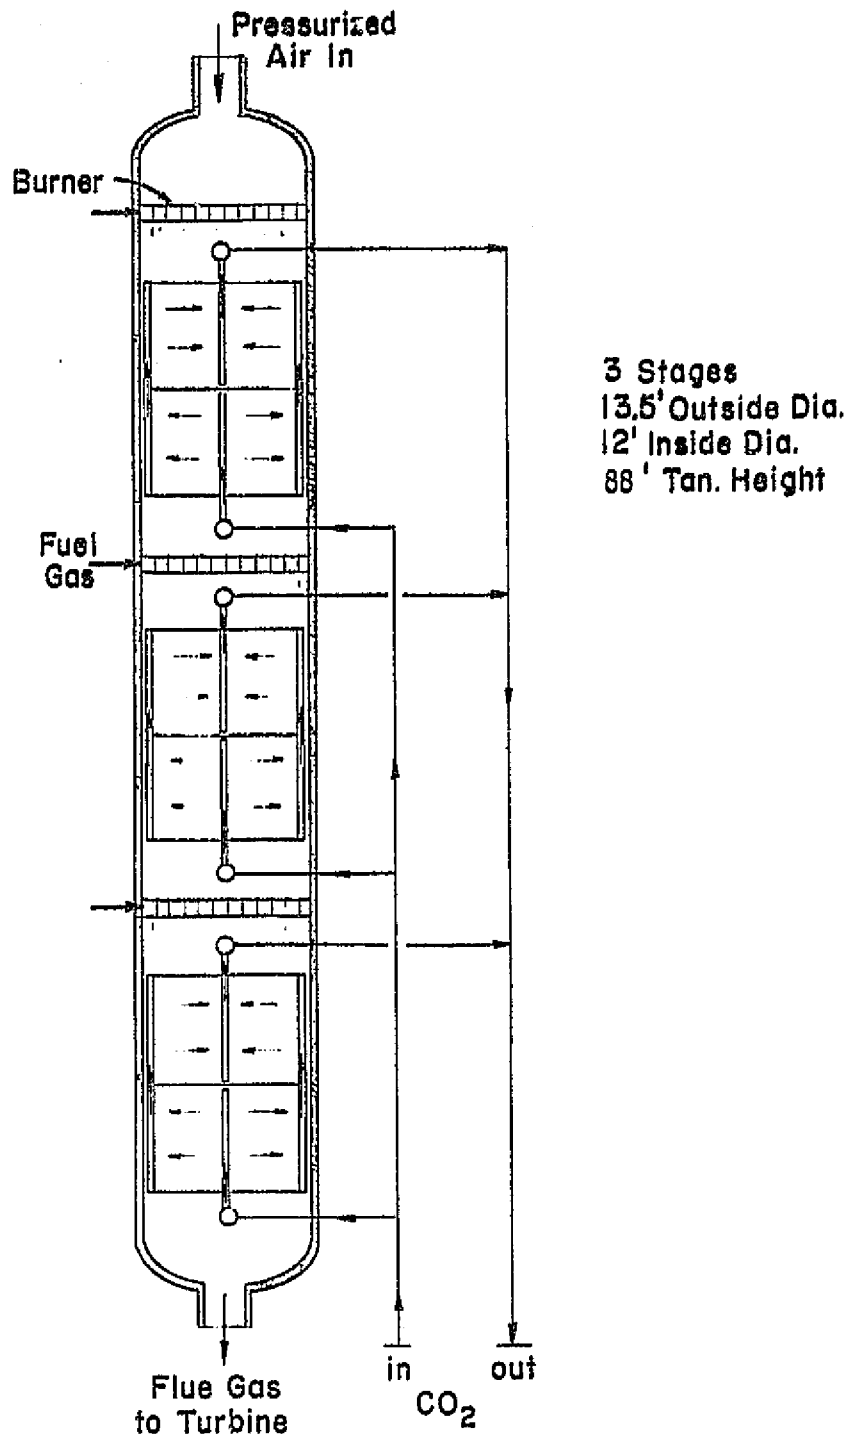 Pressurized
Air In
Burner
3 Stages
13.5' Outside Dia.
12' Inside Dia.
88' Tan. Height
Fuel
Gas
in
out
CO2
Flue Gas
to Turbine